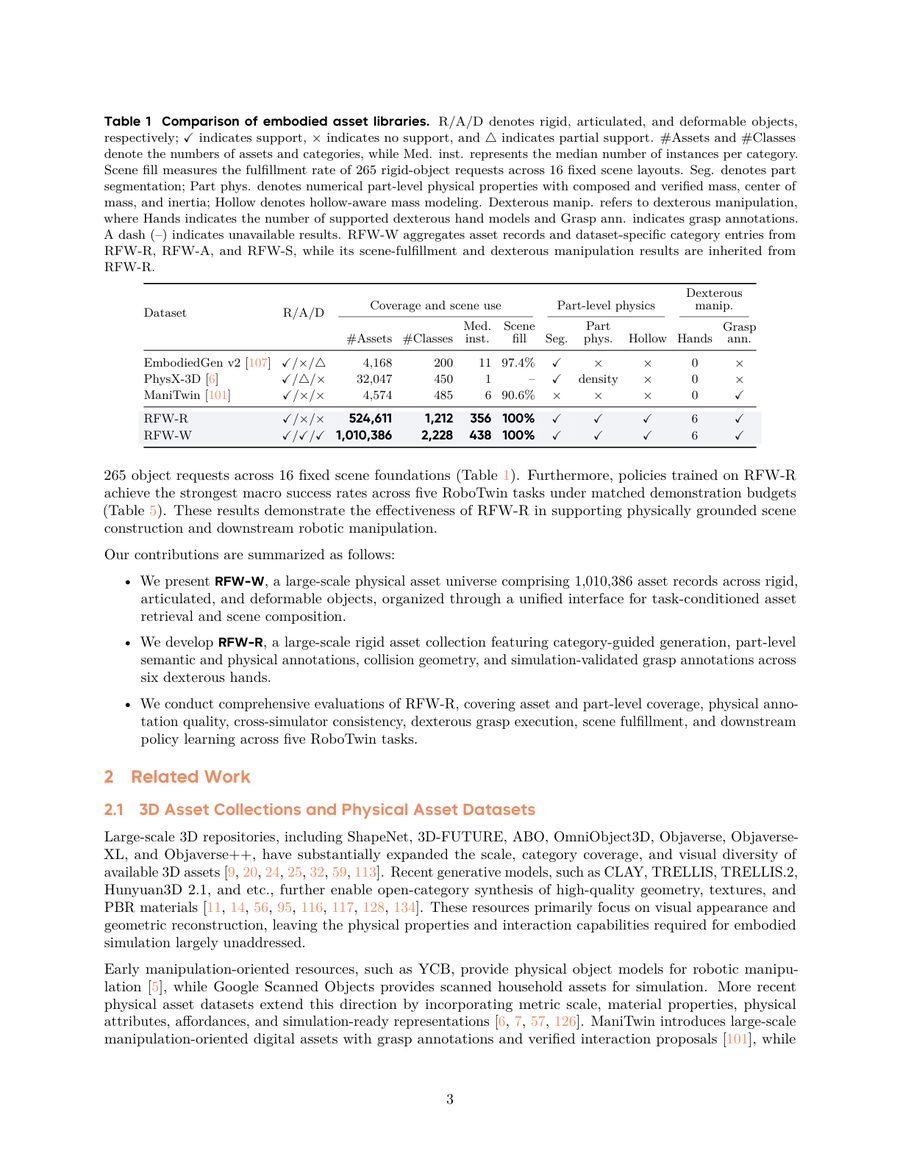 Table 1 Comparison of embodied asset libraries. R/A/D denotes rigid, articulated, and deformable objects,
respectively; ✓ indicates support, × indicates no support, and △ indicates partial support. #Assets and #Classes
denote the numbers of assets and categories, while Med. inst. represents the median number of instances per category.
Scene fill measures the fulfillment rate of 265 rigid-object requests across 16 fixed scene layouts. Seg. denotes part
segmentation; Part phys. denotes numerical part-level physical properties with composed and verified mass, center of
mass, and inertia; Hollow denotes hollow-aware mass modeling. Dexterous manip. refers to dexterous manipulation,
where Hands indicates the number of supported dexterous hand models and Grasp ann. indicates grasp annotations.
A dash (–) indicates unavailable results. RFW-W aggregates asset records and dataset-specific category entries from
RFW-R, RFW-A, and RFW-S, while its scene-fulfillment and dexterous manipulation results are inherited from
RFW-R.
Dataset R/A/D Coverage and scene use Part-level physics Dexterous manip.
#Assets #Classes Med. inst. Scene fill Seg. Part phys. Hollow Hands Grasp ann.
EmbodiedGen v2 [107] ✓/×/△ 4,168 200 11 97.4% ✓ × × 0 ×
PhysX-3D [6] ✓/△/× 32,047 450 1 – ✓ density × 0 ×
ManiTwin [101] ✓/×/× 4,574 485 6 90.6% × × × 0 ✓
RFW-R ✓/×/× 524,611 1,212 356 100% ✓ ✓ ✓ 6 ✓
RFW-W ✓/✓/✓ 1,010,386 2,228 438 100% ✓ ✓ ✓ 6 ✓
265 object requests across 16 fixed scene foundations (Table 1). Furthermore, policies trained on RFW-R
achieve the strongest macro success rates across five RoboTwin tasks under matched demonstration budgets
(Table 5). These results demonstrate the effectiveness of RFW-R in supporting physically grounded scene
construction and downstream robotic manipulation.
Our contributions are summarized as follows:
• We present RFW-W, a large-scale physical asset universe comprising 1,010,386 asset records across rigid,
articulated, and deformable objects, organized through a unified interface for task-conditioned asset
retrieval and scene composition.
• We develop RFW-R, a large-scale rigid asset collection featuring category-guided generation, part-level
semantic and physical annotations, collision geometry, and simulation-validated grasp annotations across
six dexterous hands.
• We conduct comprehensive evaluations of RFW-R, covering asset and part-level coverage, physical anno-
tation quality, cross-simulator consistency, dexterous grasp execution, scene fulfillment, and downstream
policy learning across five RoboTwin tasks.
2 Related Work
2.1 3D Asset Collections and Physical Asset Datasets
Large-scale 3D repositories, including ShapeNet, 3D-FUTURE, ABO, OmniObject3D, Objaverse, Objaverse-
XL, and Objaverse++, have substantially expanded the scale, category coverage, and visual diversity of
available 3D assets [9, 20, 24, 25, 32, 59, 113]. Recent generative models, such as CLAY, TRELLIS, TRELLIS.2,
Hunyuan3D 2.1, and etc., further enable open-category synthesis of high-quality geometry, textures, and
PBR materials [11, 14, 56, 95, 116, 117, 128, 134]. These resources primarily focus on visual appearance and
geometric reconstruction, leaving the physical properties and interaction capabilities required for embodied
simulation largely unaddressed.
Early manipulation-oriented resources, such as YCB, provide physical object models for robotic manipu-
lation [5], while Google Scanned Objects provides scanned household assets for simulation. More recent
physical asset datasets extend this direction by incorporating metric scale, material properties, physical
attributes, affordances, and simulation-ready representations [6, 7, 57, 126]. ManiTwin introduces large-scale
manipulation-oriented digital assets with grasp annotations and verified interaction proposals [101], while
3